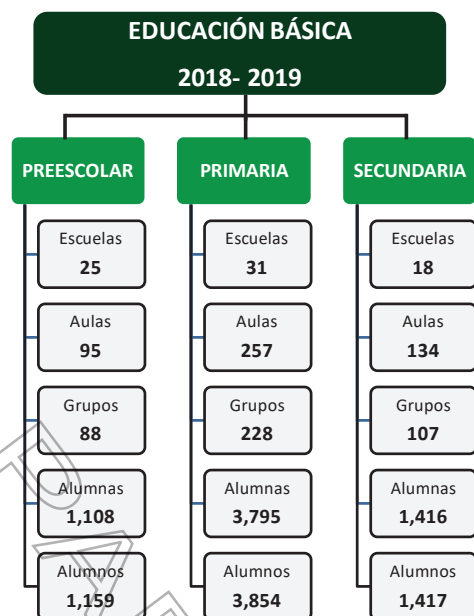 EDUCACIÓN BÁSICA
2018- 2019
PREESCOLAR
Escuelas
25
Aulas
95
Grupos
88
Alumnas
1,108
Alumnos
1,159
PRIMARIA
Escuelas
31
Aulas
257
Grupos
228
Alumnas
3,795
Alumnos
3,854
SECUNDARIA
Escuelas
18
Aulas
134
Grupos
107
Alumnas
1,416
Alumnos
1,417